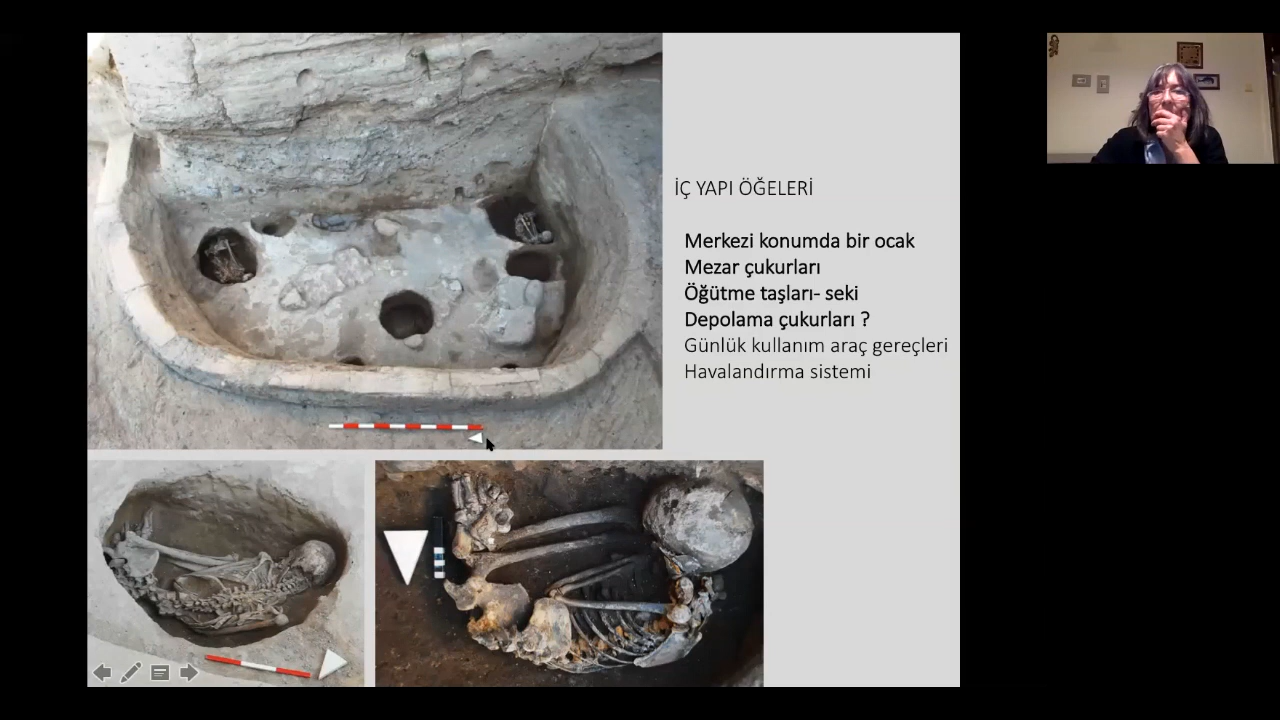 İÇ YAPI ÖĞELERİ
Merkezi konumda bir ocak
Mezar çukurları
Öğütme taşları- seki
Depolama çukurları ?
Günlük kullanım araç gereçleri
Havalandırma sistemi